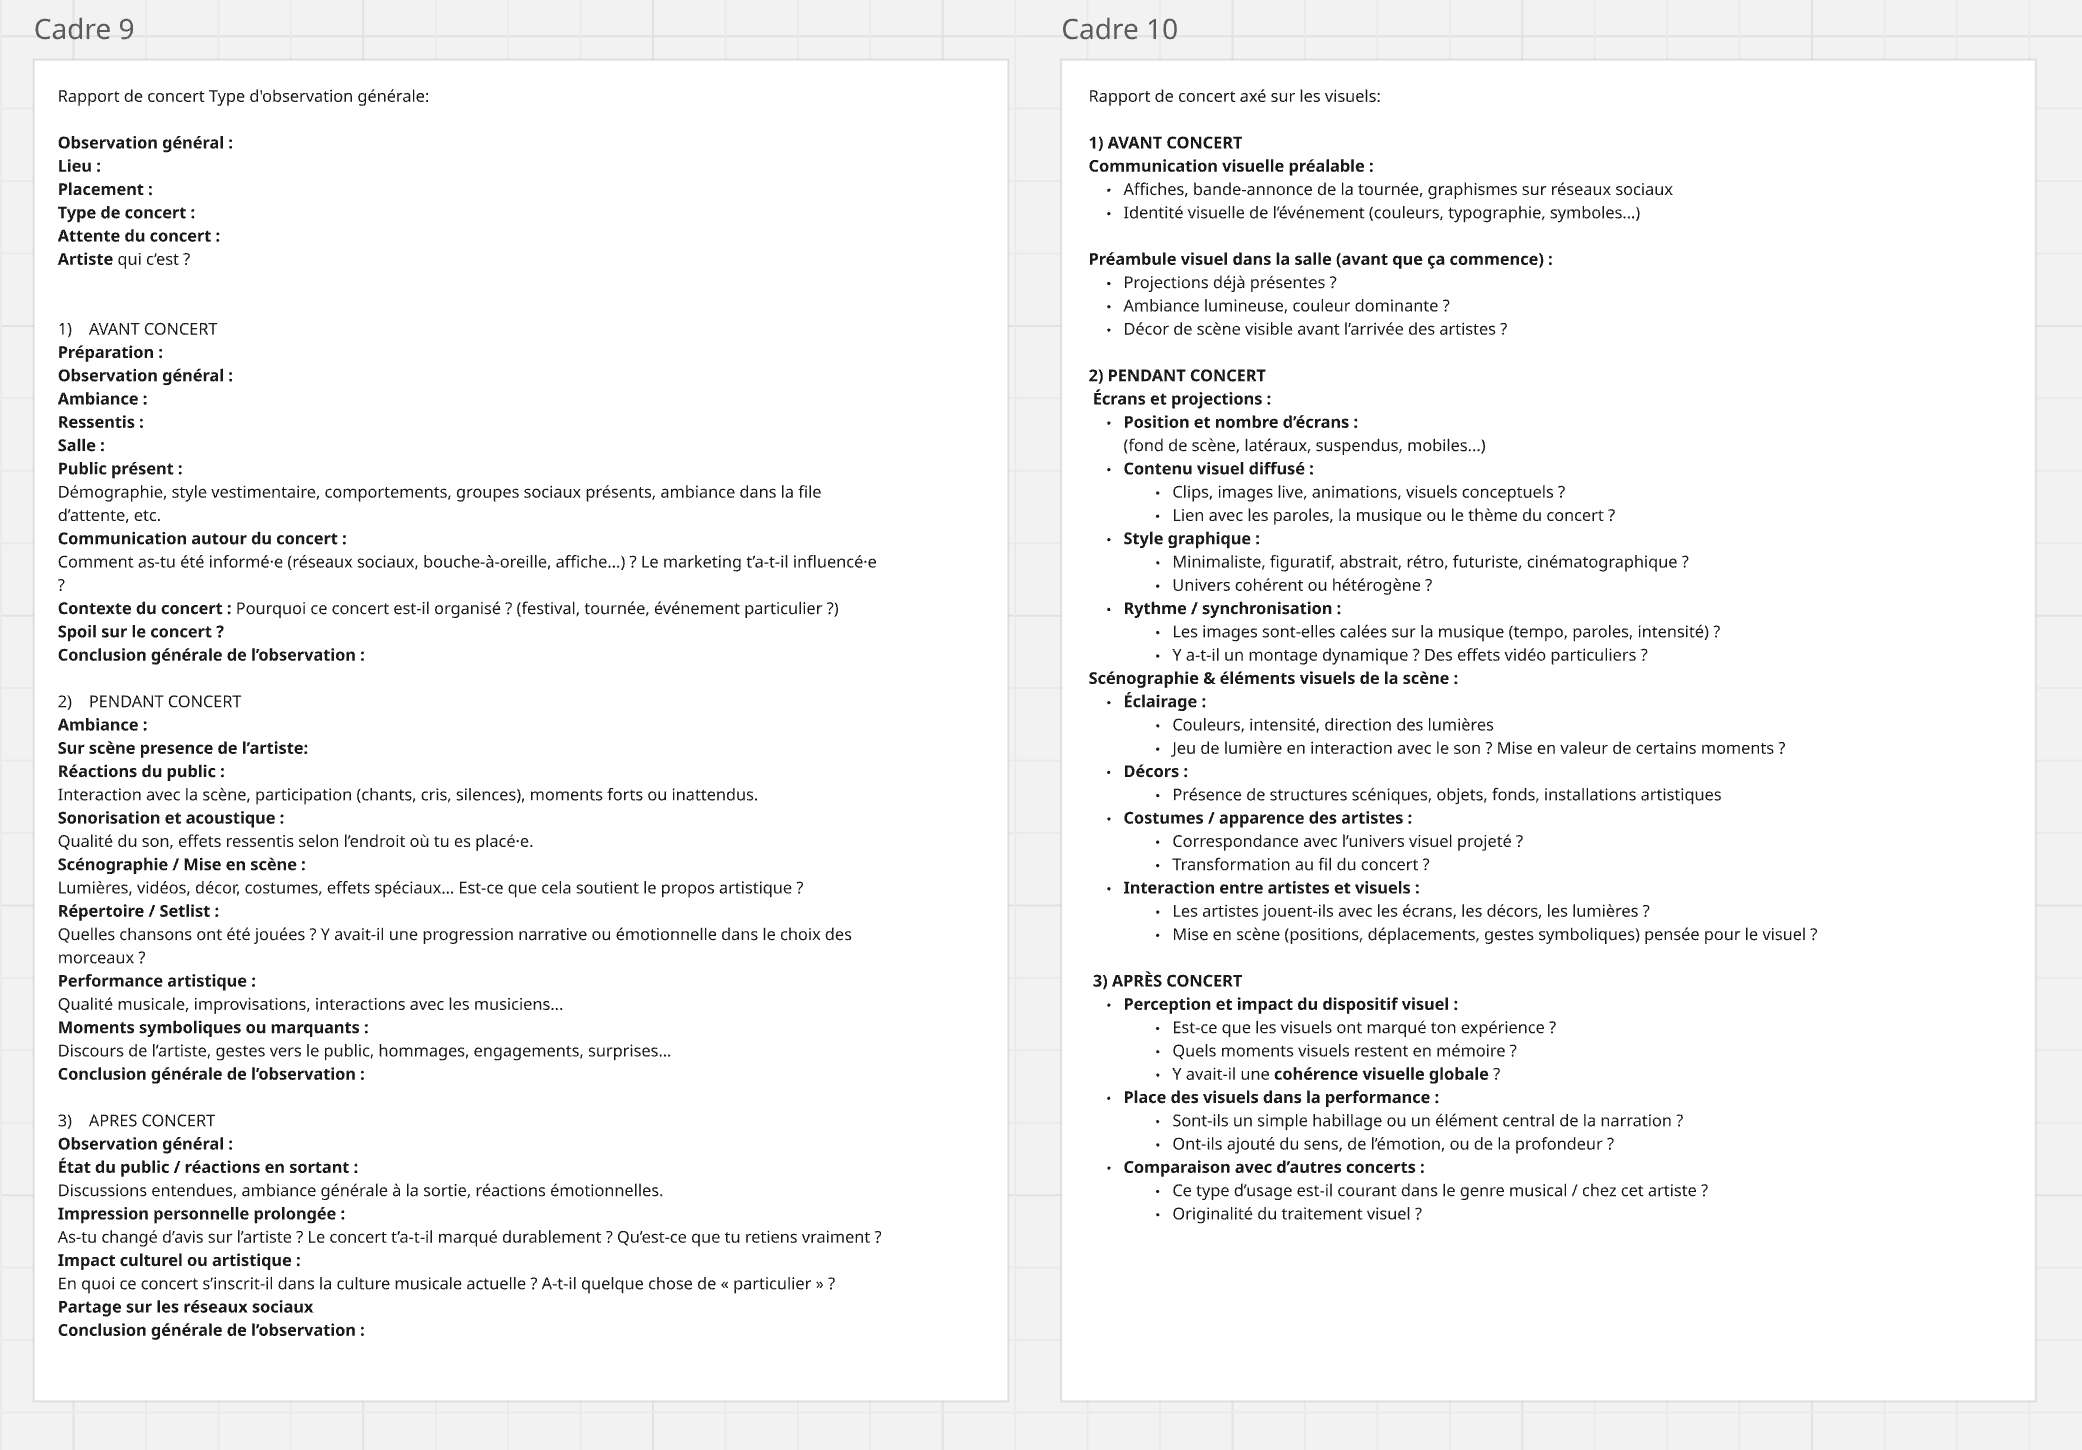 Cadre 9
Rapport de concert Type d'observation générale:
Observation général :
Lieu :
Placement :
Type de concert :
Attente du concert :
Artiste qui c’est ?
1) AVANT CONCERT
Préparation :
Observation général :
Ambiance :
Ressentis :
Salle :
Public présent :
Démographie, style vestimentaire, comportements, groupes sociaux présents, ambiance dans la file
d’attente, etc.
Communication autour du concert :
Comment as-tu été informé·e (réseaux sociaux, bouche-à-oreille, affiche…) ? Le marketing t’a-t-il influencé·e
?
Contexte du concert : Pourquoi ce concert est-il organisé ? (festival, tournée, événement particulier ?)
Spoil sur le concert ?
Conclusion générale de l’observation :
2) PENDANT CONCERT
Ambiance :
Sur scène presence de l’artiste:
Réactions du public :
Interaction avec la scène, participation (chants, cris, silences), moments forts ou inattendus.
Sonorisation et acoustique :
Qualité du son, effets ressentis selon l’endroit où tu es placé·e.
Scénographie / Mise en scène :
Lumières, vidéos, décor, costumes, effets spéciaux… Est-ce que cela soutient le propos artistique ?
Répertoire / Setlist :
Quelles chansons ont été jouées ? Y avait-il une progression narrative ou émotionnelle dans le choix des
morceaux ?
Performance artistique :
Qualité musicale, improvisations, interactions avec les musiciens…
Moments symboliques ou marquants :
Discours de l’artiste, gestes vers le public, hommages, engagements, surprises…
Conclusion générale de l’observation :
3) APRES CONCERT
Observation général :
État du public / réactions en sortant :
Discussions entendues, ambiance générale à la sortie, réactions émotionnelles.
Impression personnelle prolongée :
As-tu changé d’avis sur l’artiste ? Le concert t’a-t-il marqué durablement ? Qu’est-ce que tu retiens vraiment ?
Impact culturel ou artistique :
En quoi ce concert s’inscrit-il dans la culture musicale actuelle ? A-t-il quelque chose de « particulier » ?
Partage sur les réseaux sociaux
Conclusion générale de l’observation :
Cadre 10
Rapport de concert axé sur les visuels:
1) AVANT CONCERT
Communication visuelle préalable :
• Affiches, bande-annonce de la tournée, graphismes sur réseaux sociaux
• Identité visuelle de l’événement (couleurs, typographie, symboles…)
Préambule visuel dans la salle (avant que ça commence) :
• Projections déjà présentes ?
• Ambiance lumineuse, couleur dominante ?
• Décor de scène visible avant l’arrivée des artistes ?
2) PENDANT CONCERT
Écrans et projections :
• Position et nombre d’écrans :
(fond de scène, latéraux, suspendus, mobiles…)
• Contenu visuel diffusé :
• Clips, images live, animations, visuels conceptuels ?
• Lien avec les paroles, la musique ou le thème du concert ?
• Style graphique :
• Minimaliste, figuratif, abstrait, rétro, futuriste, cinématographique ?
• Univers cohérent ou hétérogène ?
• Rythme / synchronisation :
• Les images sont-elles calées sur la musique (tempo, paroles, intensité) ?
• Y a-t-il un montage dynamique ? Des effets vidéo particuliers ?
Scénographie & éléments visuels de la scène :
• Éclairage :
• Couleurs, intensité, direction des lumières
• Jeu de lumière en interaction avec le son ? Mise en valeur de certains moments ?
• Décors :
• Présence de structures scéniques, objets, fonds, installations artistiques
• Costumes / apparence des artistes :
• Correspondance avec l’univers visuel projeté ?
• Transformation au fil du concert ?
• Interaction entre artistes et visuels :
• Les artistes jouent-ils avec les écrans, les décors, les lumières ?
• Mise en scène (positions, déplacements, gestes symboliques) pensée pour le visuel ?
3) APRÈS CONCERT
• Perception et impact du dispositif visuel :
• Est-ce que les visuels ont marqué ton expérience ?
• Quels moments visuels restent en mémoire ?
• Y avait-il une cohérence visuelle globale ?
• Place des visuels dans la performance :
• Sont-ils un simple habillage ou un élément central de la narration ?
• Ont-ils ajouté du sens, de l’émotion, ou de la profondeur ?
• Comparaison avec d’autres concerts :
• Ce type d’usage est-il courant dans le genre musical / chez cet artiste ?
• Originalité du traitement visuel ?